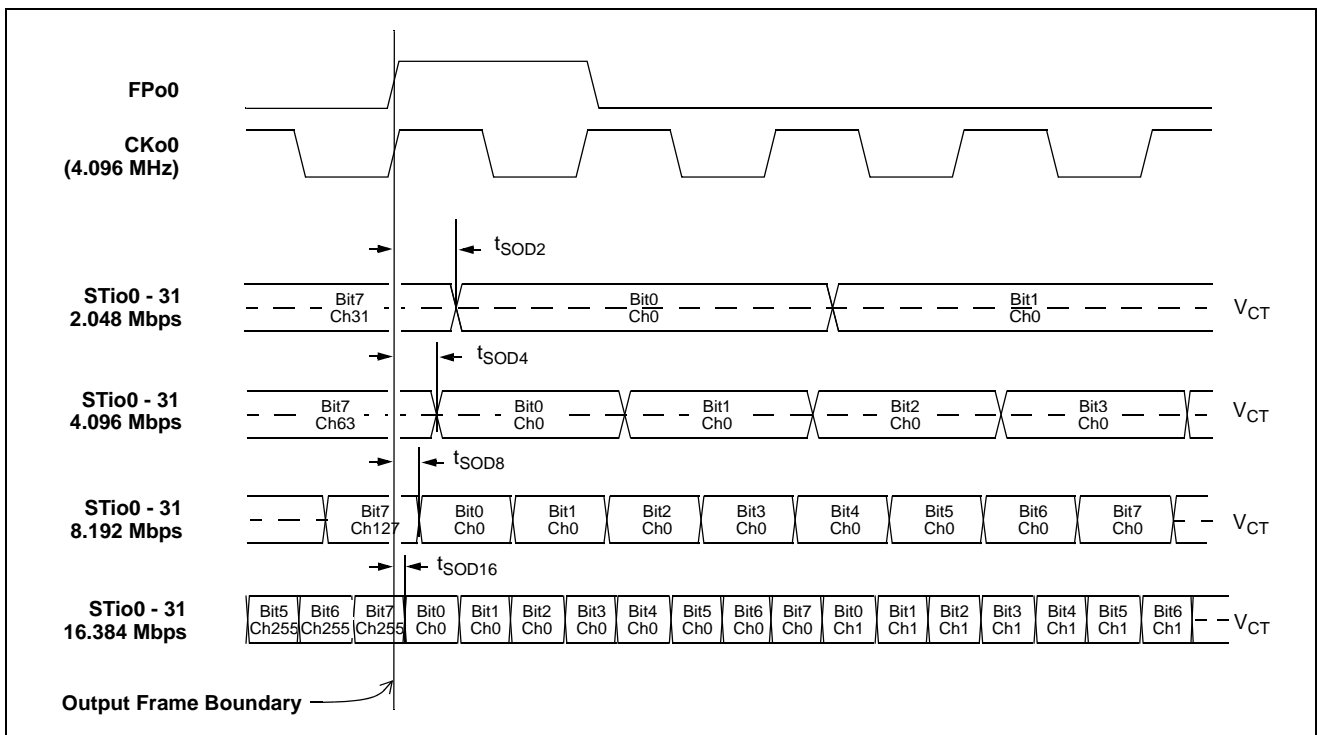 FPo0
CKo0
(4.096 MHz)
tSOD2
STio0 - 31
2.048 Mbps
Bit7
Ch31
Bit0
Ch0
Bit1
Ch0
VCT
tSOD4
STio0 - 31
4.096 Mbps
Bit7
Ch63
Bit0
Ch0
Bit1
Ch0
Bit2
Ch0
Bit3
Ch0
VCT
tSOD8
STio0 - 31
8.192 Mbps
Bit7
Ch127
Bit0
Ch0
Bit1
Ch0
Bit2
Ch0
Bit3
Ch0
Bit4
Ch0
Bit5
Ch0
Bit6
Ch0
Bit7
Ch0
VCT
tSOD16
STio0 - 31
16.384 Mbps
Bit5
Ch255
Bit6
Ch255
Bit7
Ch255
Bit0
Ch0
Bit1
Ch0
Bit2
Ch0
Bit3
Ch0
Bit4
Ch0
Bit5
Ch0
Bit6
Ch0
Bit7
Ch0
Bit0
Ch1
Bit1
Ch1
Bit2
Ch1
Bit3
Ch1
Bit4
Ch1
Bit5
Ch1
Bit6
Ch1
VCT
Output Frame Boundary